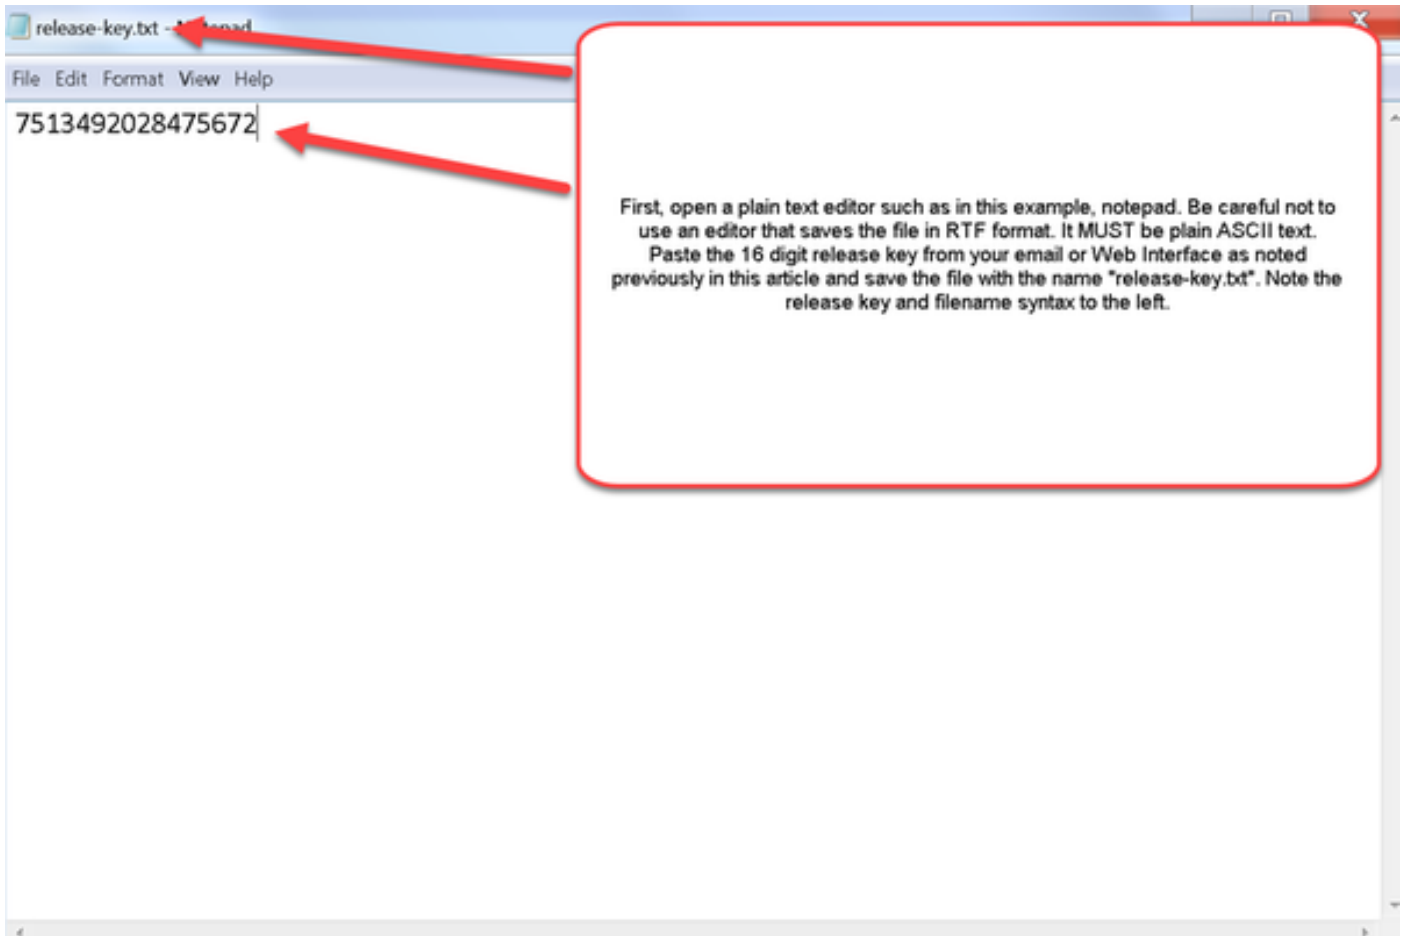 release-key.txt - Notepad
File Edit Format View Help
7513492028475672
First, open a plain text editor such as in this example, notepad. Be careful not to
use an editor that saves the file in RTF format. It MUST be plain ASCII text.
Paste the 16 digit release key from your email or Web Interface as noted
previously in this article and save the file with the name "release-key.txt". Note the
release key and filename syntax to the left.